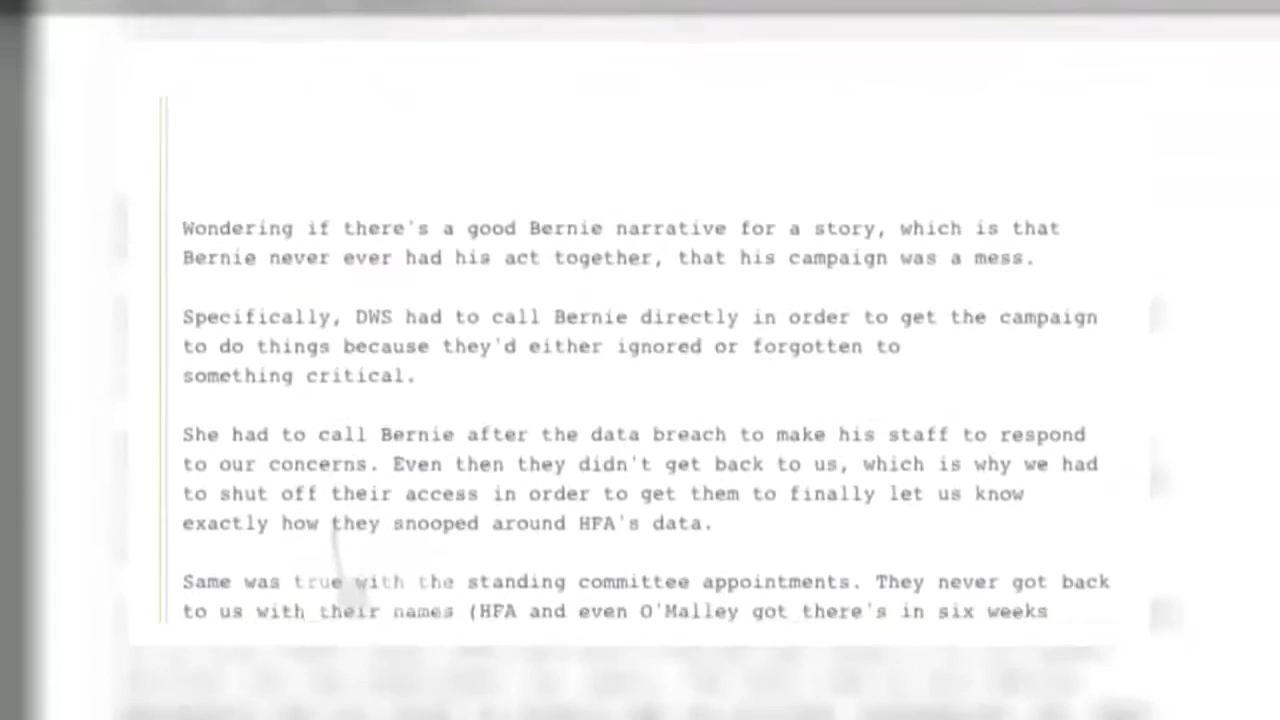 Wondering if there's a good Bernie narrative for a story, which is that
Bernie never ever had his act together, that his campaign was a mess.
Specifically, DWS had to call Bernie directly in order to get the campaign
to do things because they'd either ignored or forgotten to
something critical.
She had to call Bernie after the data breach to make his staff to respond
to our concerns. Even then they didn't get back to us, which is why we had
to shut off their access in order to get them to finally let us know
exactly how they snooped around HFA's data.
Same was true with the standing committee appointments. They never got back
to us with their names (HFA and even O'Malley got there's in six weeks